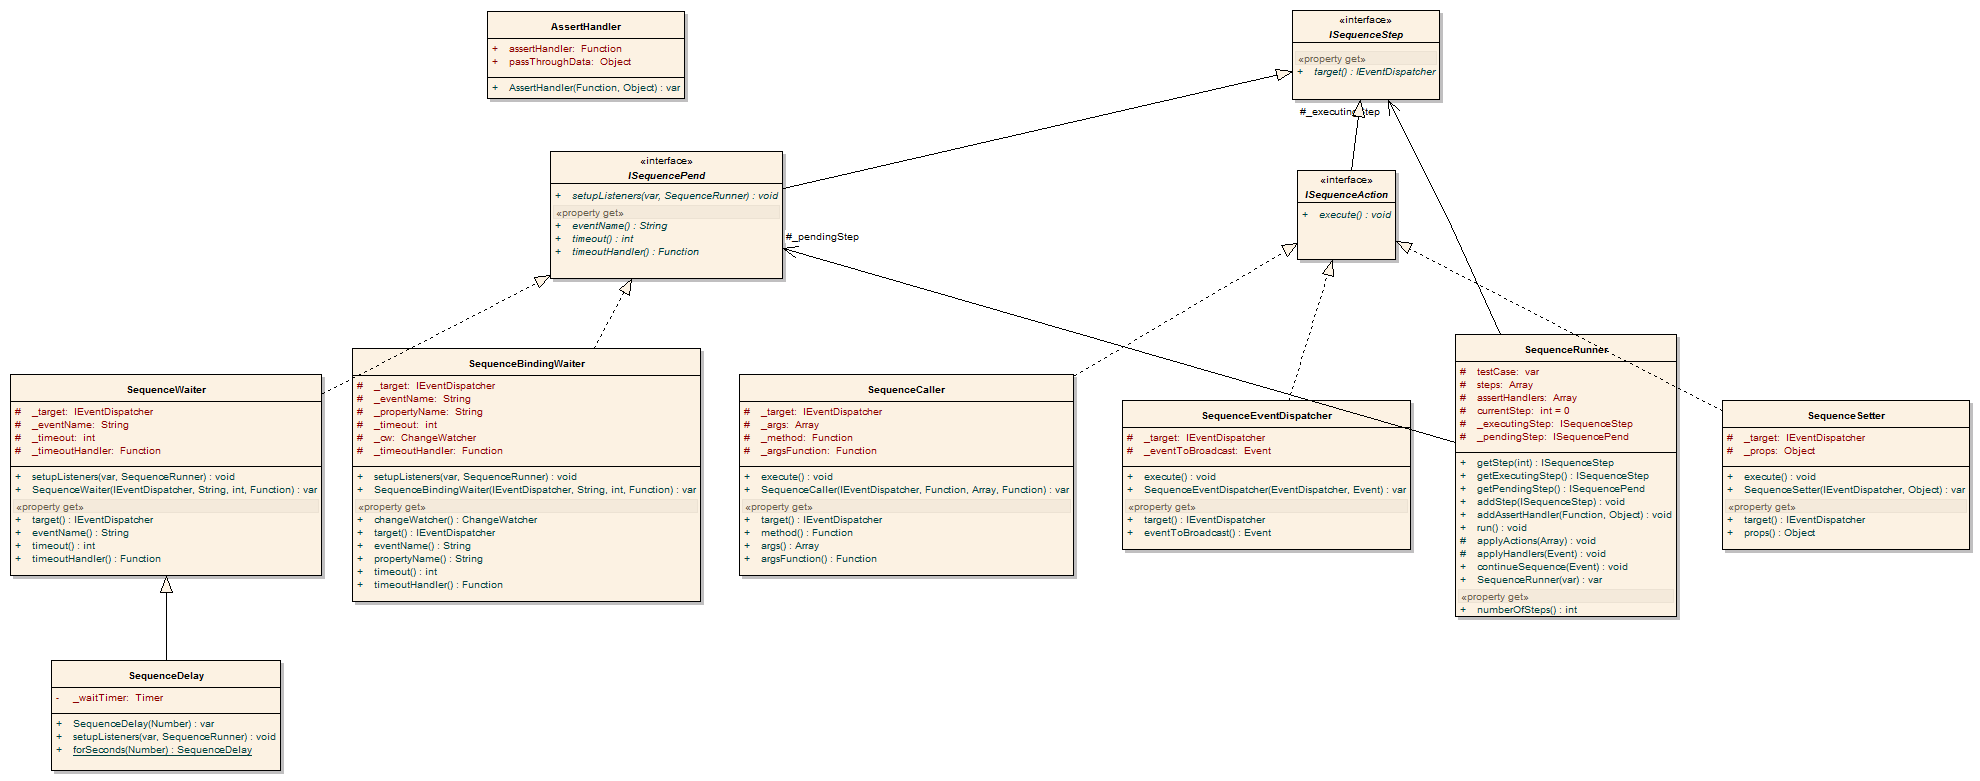 AssertHandler
+ assertHandler: Function
+ passThroughData: Object
+ AssertHandler(Function, Object) : var
«interface»
ISequenceStep
«property get»
+ target() : IEventDispatcher
#_executingStep
«interface»
ISequencePend
+ setupListeners(var, SequenceRunner) : void
«property get»
+ eventName() : String
+ timeout() : int
+ timeoutHandler() : Function
#_pendingStep
«interface»
ISequenceAction
+ execute() : void
SequenceWaiter
# _target: IEventDispatcher
# _eventName: String
# _timeout: int
# _timeoutHandler: Function
+ setupListeners(var, SequenceRunner) : void
+ SequenceWaiter(IEventDispatcher, String, int, Function) : var
«property get»
+ target() : IEventDispatcher
+ eventName() : String
+ timeout() : int
+ timeoutHandler() : Function
SequenceBindingWaiter
# _target: IEventDispatcher
# _eventName: String
# _propertyName: String
# _timeout: int
# _cw: ChangeWatcher
# _timeoutHandler: Function
+ setupListeners(var, SequenceRunner) : void
+ SequenceBindingWaiter(IEventDispatcher, String, int, Function) : var
«property get»
+ changeWatcher() : ChangeWatcher
+ target() : IEventDispatcher
+ eventName() : String
+ propertyName() : String
+ timeout() : int
+ timeoutHandler() : Function
SequenceCaller
# _target: IEventDispatcher
# _args: Array
# _method: Function
# _argsFunction: Function
+ execute() : void
+ SequenceCaller(IEventDispatcher, Function, Array, Function) : var
«property get»
+ target() : IEventDispatcher
+ method() : Function
+ args() : Array
+ argsFunction() : Function
SequenceEventDispatcher
# _target: IEventDispatcher
# _eventToBroadcast: Event
+ execute() : void
+ SequenceEventDispatcher(EventDispatcher, Event) : var
«property get»
+ target() : IEventDispatcher
+ eventToBroadcast() : Event
SequenceRunner
# testCase: var
# steps: Array
# assertHandlers: Array
# currentStep: int = 0
# _executingStep: ISequenceStep
# _pendingStep: ISequencePend
+ getStep(int) : ISequenceStep
+ getExecutingStep() : ISequenceStep
+ getPendingStep() : ISequencePend
+ addStep(ISequenceStep) : void
+ addAssertHandler(Function, Object) : void
+ run() : void
# applyActions(Array) : void
# applyHandlers(Event) : void
+ continueSequence(Event) : void
+ SequenceRunner(var) : var
«property get»
+ numberOfSteps() : int
SequenceSetter
# _target: IEventDispatcher
# _props: Object
+ execute() : void
+ SequenceSetter(IEventDispatcher, Object) : var
«property get»
+ target() : IEventDispatcher
+ props() : Object
SequenceDelay
- _waitTimer: Timer
+ SequenceDelay(Number) : var
+ setupListeners(var, SequenceRunner) : void
+ forSeconds(Number) : SequenceDelay